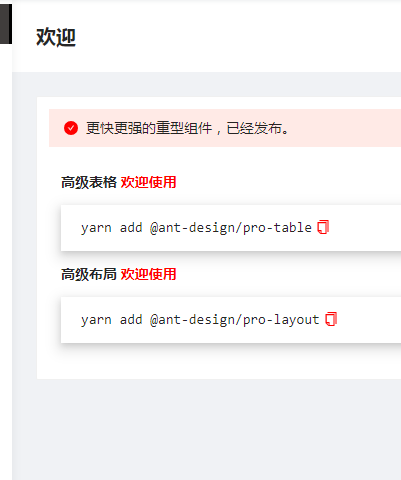 欢迎
更快更强的重型组件，已经发布。
高级表格 欢迎使用
yarn add @ant-design/pro-table
高级布局 欢迎使用
yarn add @ant-design/pro-layout